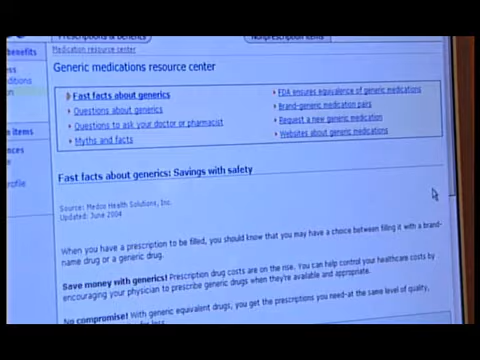 Prescriptions & benefits
Nonprescription items
Medication resource center
benefits
Generic medications resource center
Fast facts about generics
FDA ensures equivalence of generic medications
Questions about generics
Brand-generic medication pairs
Questions to ask your doctor or pharmacist
Request a new generic medication
Myths and facts
Websites about generic medications
items
Fast facts about generics: Savings with safety
profile
Source: Medco Health Solutions, Inc.
Updated: June 2004
When you have a prescription to be filled, you should know that you may have a choice between filling it with a brand-
name drug or a generic drug.
Save money with generics! Prescription drug costs are on the rise. You can help control your healthcare costs by
encouraging your physician to prescribe generic drugs when they're available and appropriate.
No compromise! With generic equivalent drugs, you get the prescriptions you need-at the same level of quality,
for less.